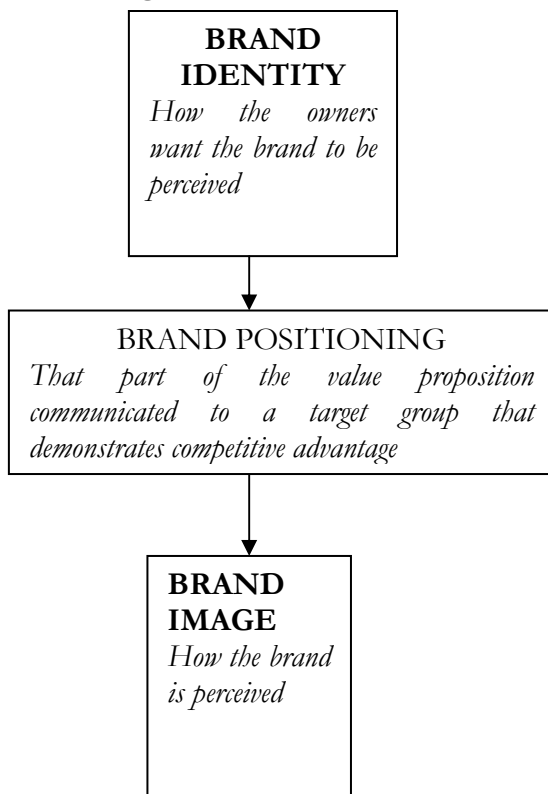 BRAND
IDENTITY
How the owners
want the brand to be
perceived
BRAND POSITIONING
That part of the value proposition
communicated to a target group that
demonstrates competitive advantage
BRAND
IMAGE
How the brand
is perceived